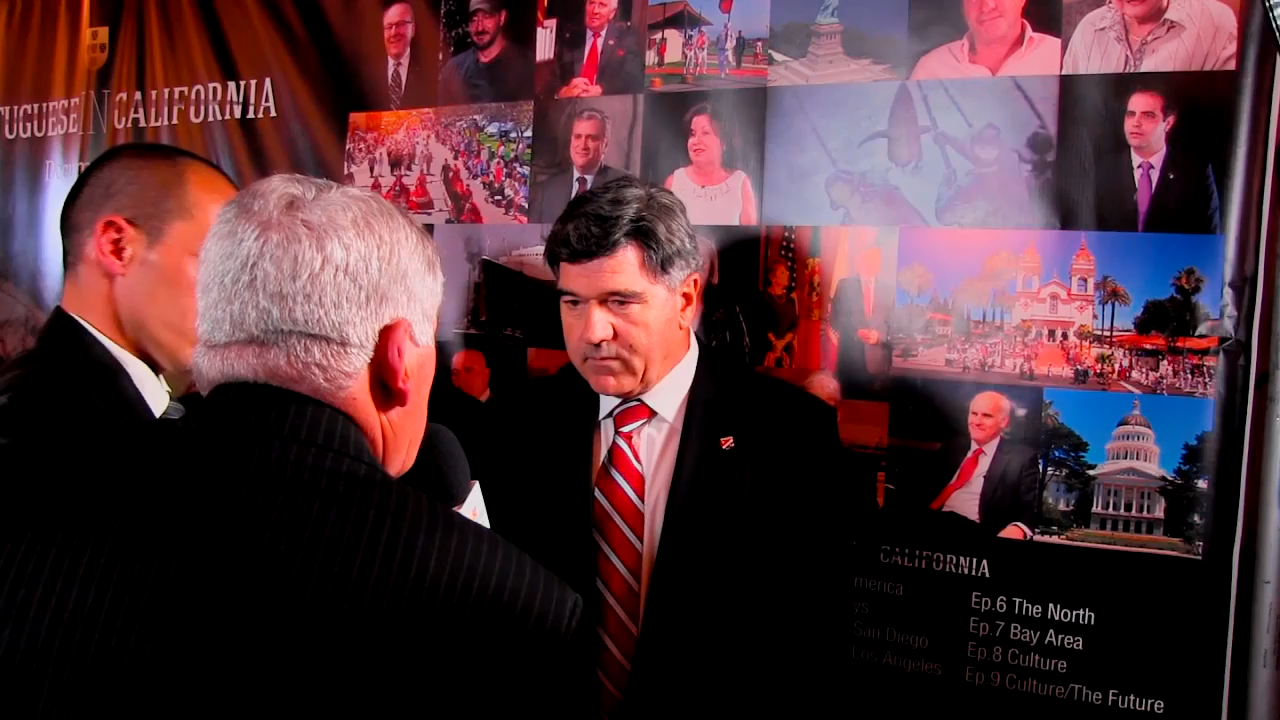 TUGUESE IN CALIFORNIA
CALIFORNIA
merica
ys
San Diego
Los Angeles
Ep.6 The North
Ep.7 Bay Area
Ep.8 Culture
Ep.9 Culture/The Future